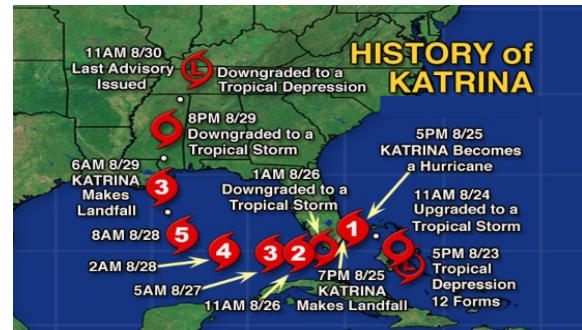 HISTORY of
KATRINA
11AM 8/30
Last Advisory
Issued
L
Downgraded to a
Tropical Depression
8PM 8/29
Downgraded to a
Tropical Storm
6AM 8/29
KATRINA
Makes
Landfall
3
8AM 8/28
5
2AM 8/28
4
5AM 8/27
3
11AM 8/26
2
1AM 8/26
Downgraded to a
Tropical Storm
7PM 8/25
KATRINA
Makes Landfall
1
5PM 8/25
KATRINA Becomes
a Hurricane
11AM 8/24
Upgraded to a
Tropical Storm
L
5PM 8/23
Tropical
Depression
12 Forms